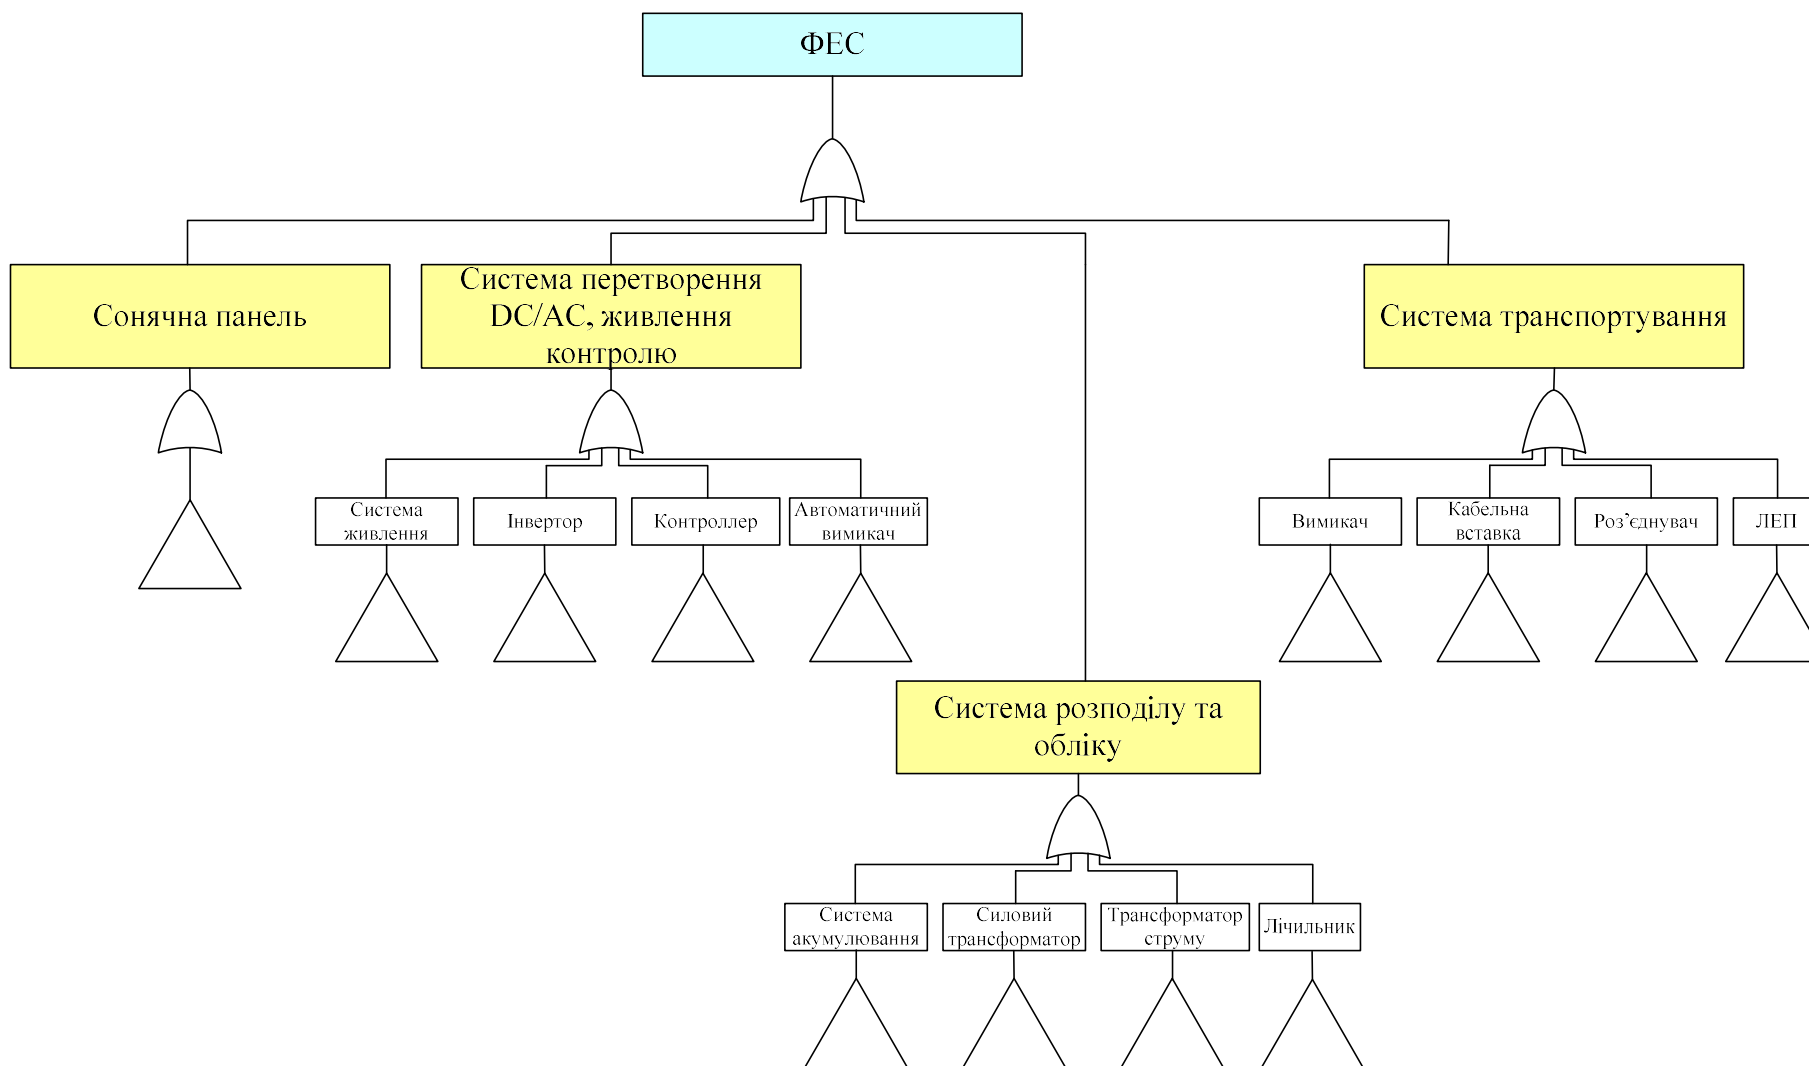 ФЕС
Сонячна панель
Система перетворення
DC/AC, живлення
контролю
Система транспортування
Система
живлення
Інвертор
Контроллер
Автоматичний
вимикач
Вимикач
Кабельна
вставка
Роз’єднувач
ЛЕП
Система розподілу та
обліку
Система
акумулювання
Силовий
трансформатор
Трансформатор
струму
Лічильник